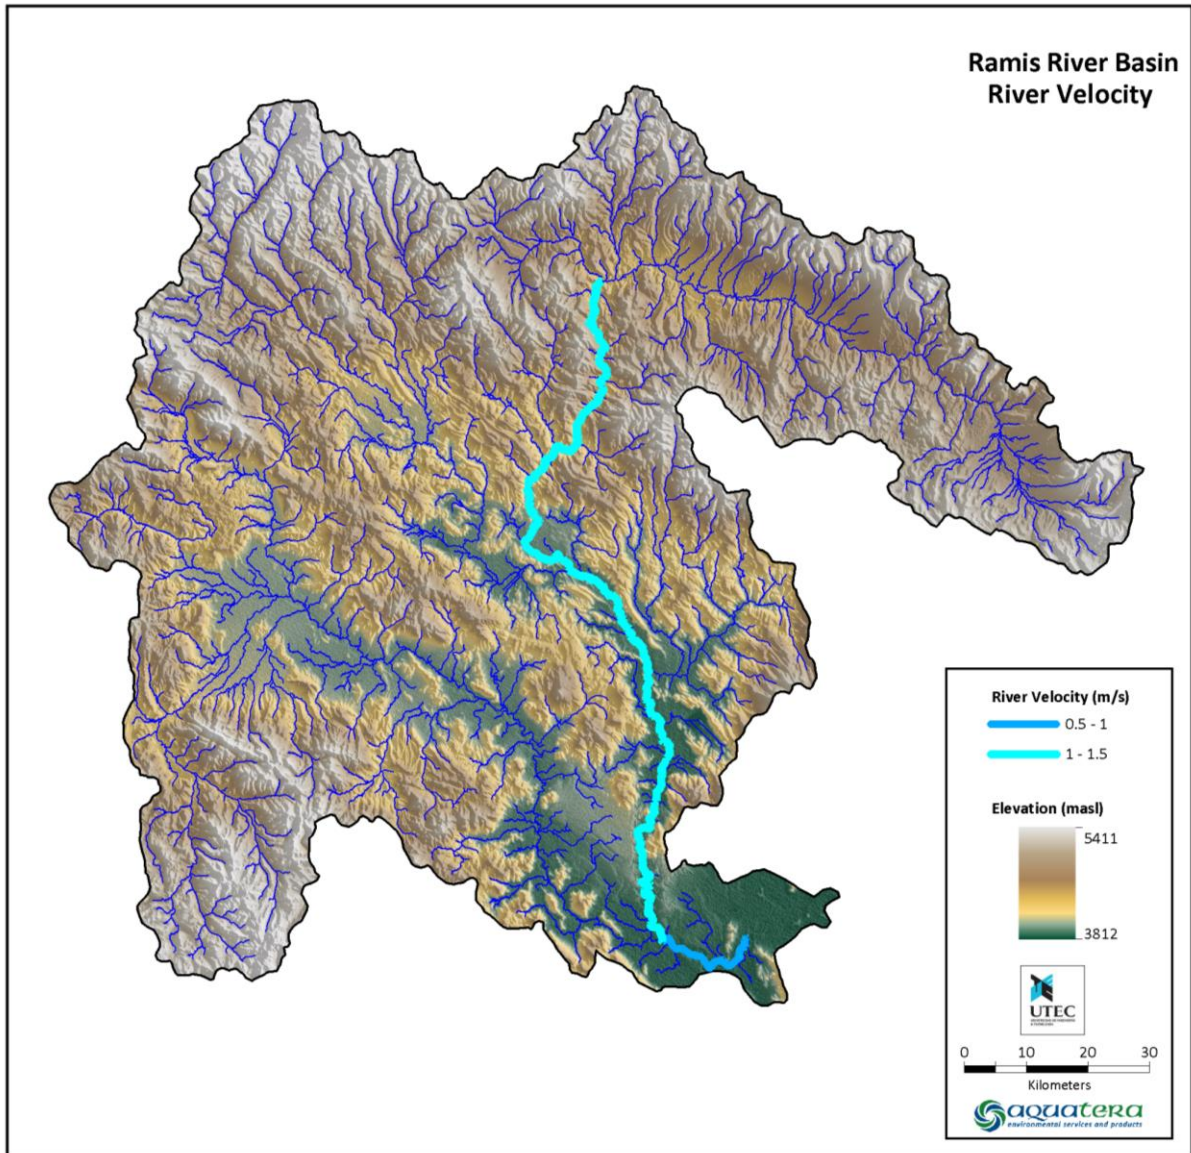 Ramis River Basin
River Velocity
River Velocity (m/s)
0.5 - 1
1 - 1.5
Elevation (masl)
5411
3812
UTEC
0 10 20 30
Kilometers
aquatera
environmental services and products